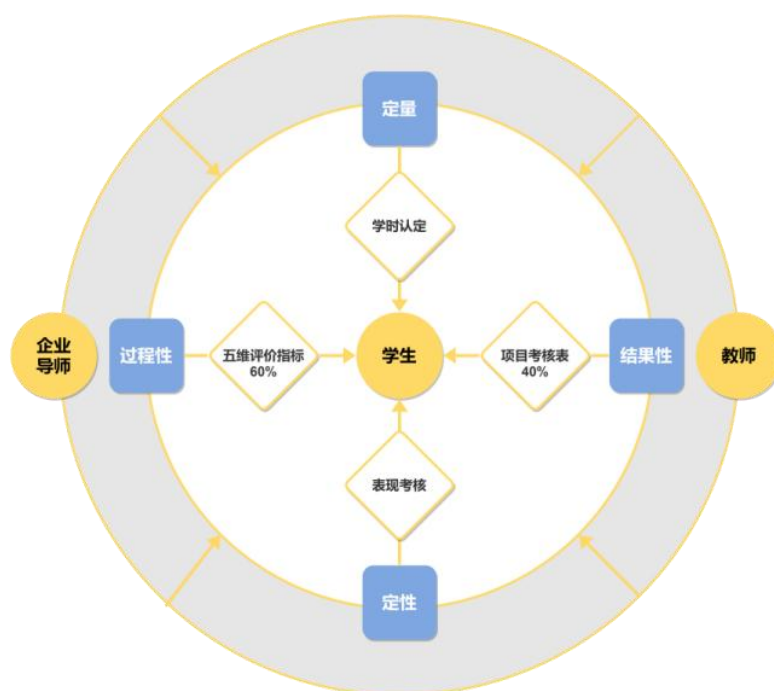 定量
学时认定
企业
导师
过程性
五维评价指标
60%
学生
项目考核表
40%
结果性
教师
表现考核
定性